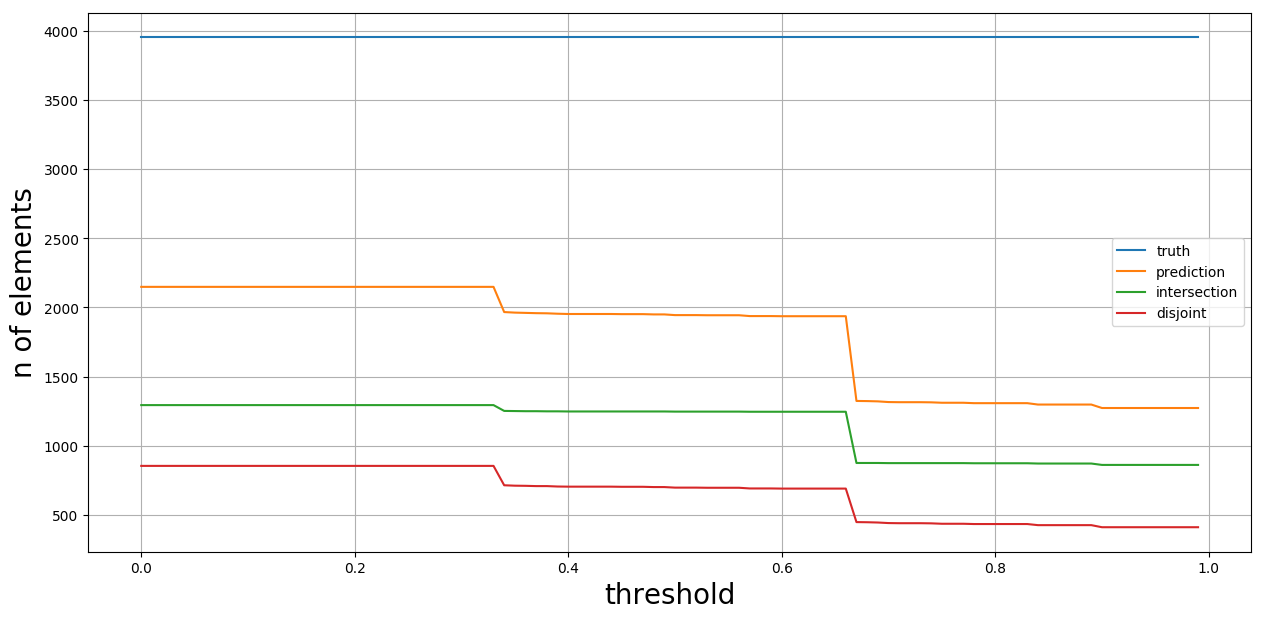 4000
3500
3000
2500
2000
1500
1000
500
n of elements
truth
prediction
intersection
disjoint
0.0 0.2 0.4 0.6 0.8 1.0
threshold